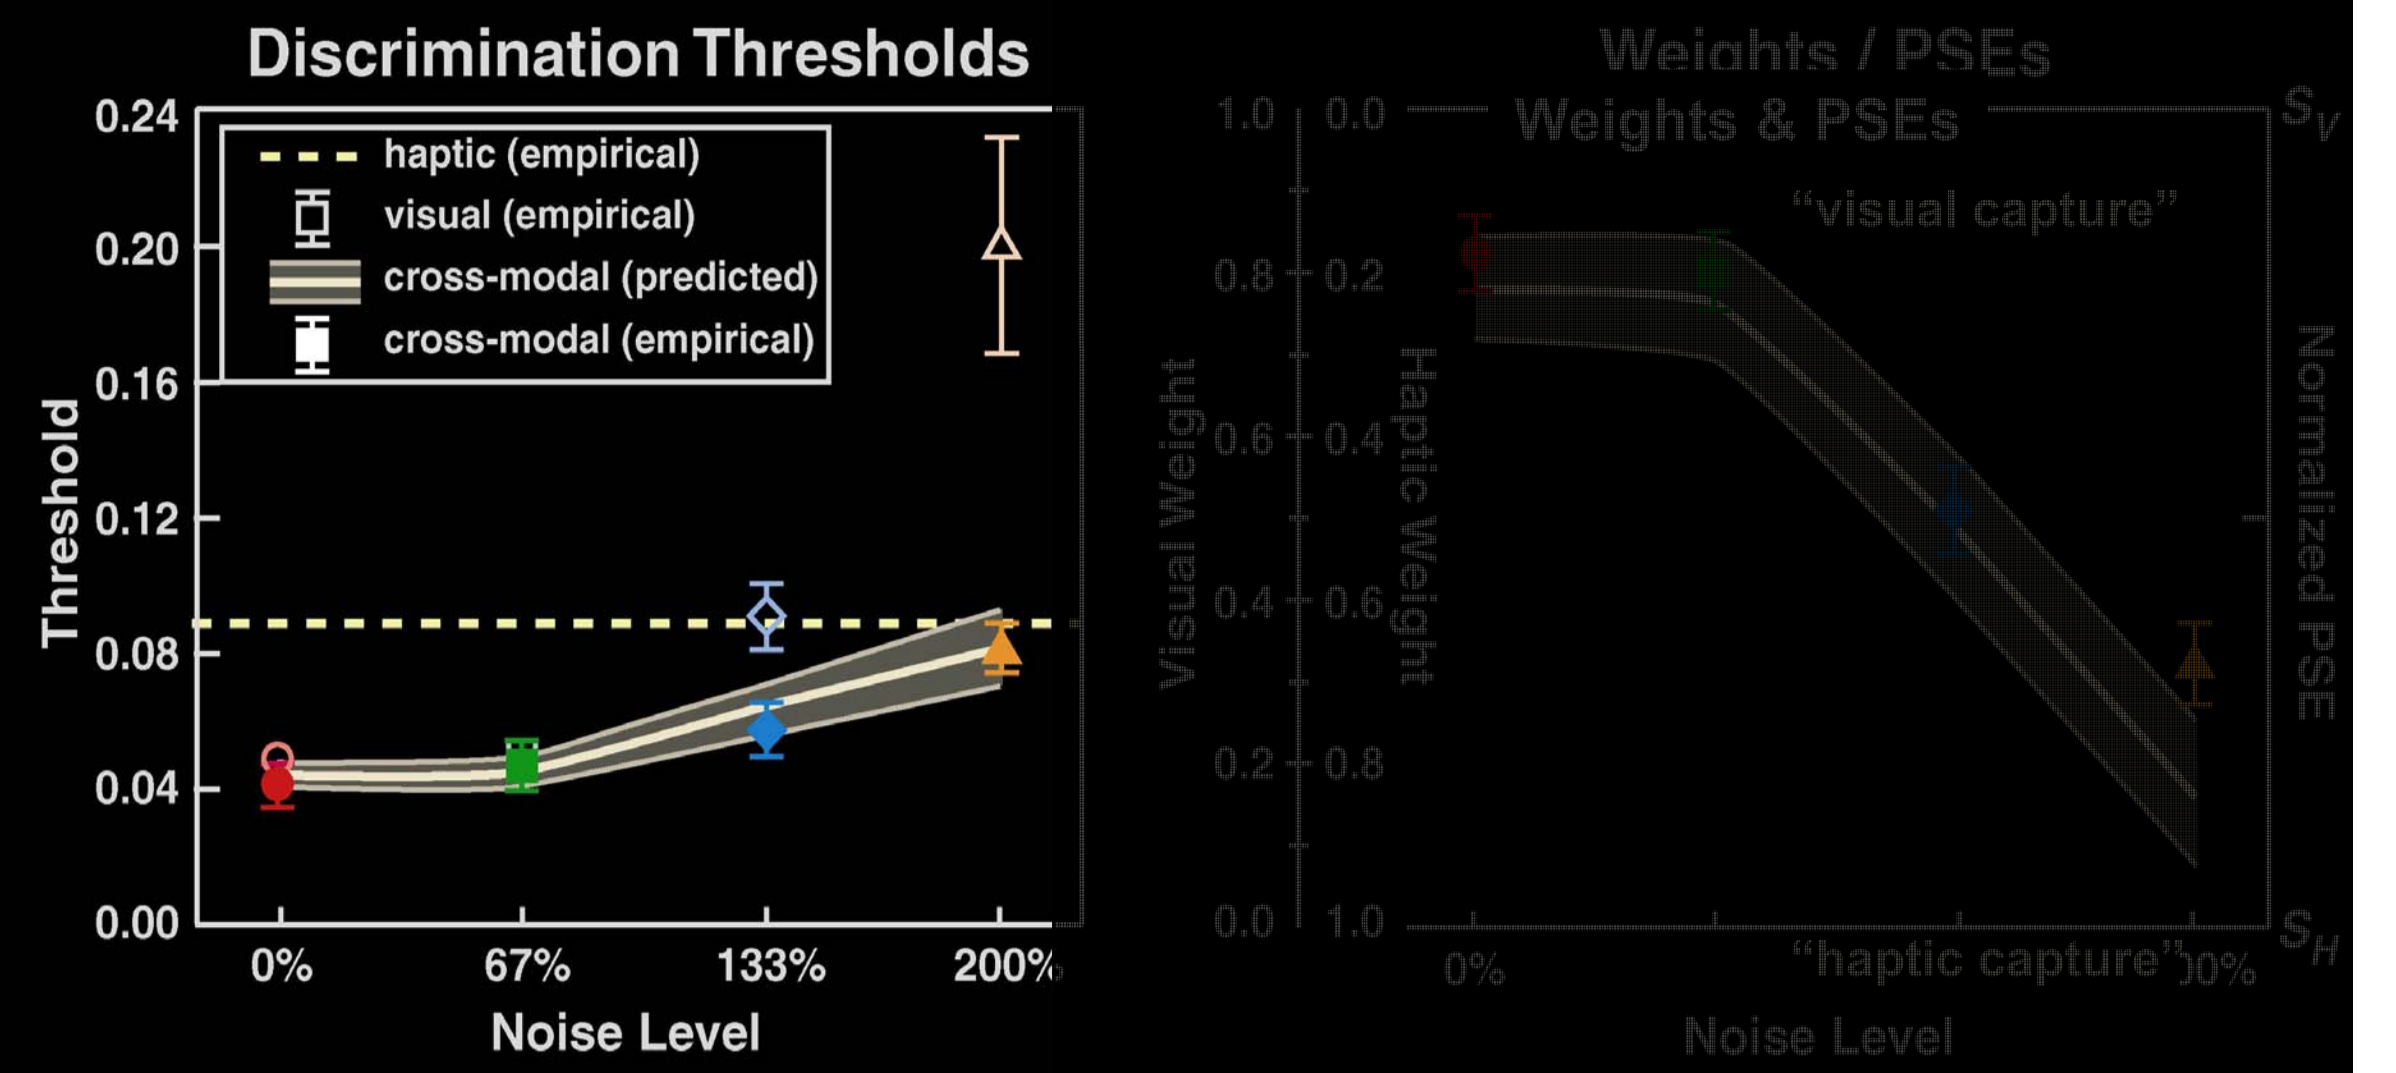 Discrimination Thresholds
0.24
0.20
0.16
0.12
0.08
0.04
0.00
Threshold
haptic (empirical)
visual (empirical)
cross-modal (predicted)
cross-modal (empirical)
0% 67% 133% 200%
Noise Level
Weights / PSEs
Weights & PSEs
1.0 0.0
0.8 0.2
0.6 0.4
0.4 0.6
0.2 0.8
0.0 1.0
Visual Weight
Haptic Weight
"visual capture"
"haptic capture"
SV
Normalized PSE
SH
0% 00%
Noise Level